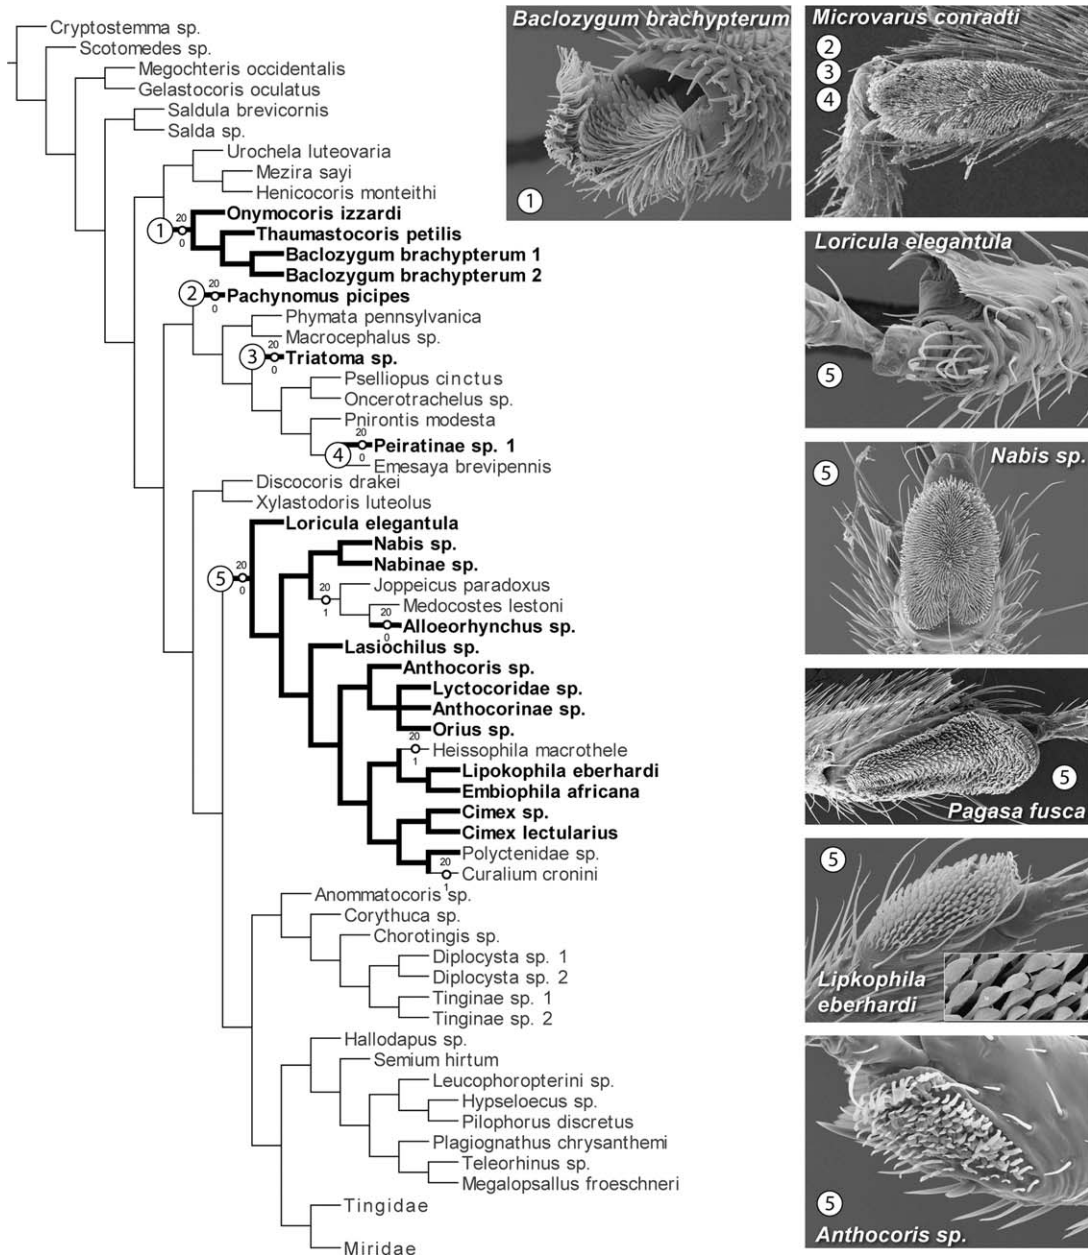 Cryptostemma sp.
Scotomedes sp.
Megochteris occidentalis
Gelastocoris oculatus
Saldula brevicornis
Salda sp.
Urochela luteovaria
Mezira sayi
Henicocoris monteithi
20
1
0
Onymocoris izzardi
Thaumastocoris petilis
Baclozygum brachypterum 1
Baclozygum brachypterum 2
20
2
0
Pachynomus picipes
Phymata pennsylvanica
Macrocephalus sp.
20
3
0
Triatoma sp.
Pselliopus cinctus
Oncerotrachelus sp.
Pnirontis modesta
20
4
0
Peiratinae sp. 1
Emesaya brevipennis
Discocoris drakei
Xylastodoris luteolus
20
5
0
Loricula elegantula
Nabis sp.
Nabinae sp.
20
1
Joppeicus paradoxus
Medocostes lestoni
20
0
Alloeorhynchus sp.
Lasiochilus sp.
Anthocoris sp.
Lyctocoridae sp.
Anthocorinae sp.
Orius sp.
20
1
Heissophila macrothele
Lipokophila eberhardi
Embiophila africana
Cimex sp.
Cimex lectularius
Polyctenidae sp.
20
1
Curalium cronini
Anommatocoris sp.
Corythuca sp.
Chorotingis sp.
Diplocysta sp. 1
Diplocysta sp. 2
Tinginae sp. 1
Tinginae sp. 2
Hallodapus sp.
Semium hirtum
Leucophoropterini sp.
Hypseloecus sp.
Pilophorus discretus
Plagiognathus chrysanthemi
Teleorhinus sp.
Megalopsallus froeschneri
Tingidae
Miridae
Baclozygum brachypterum
1
Microvarus conradti
2
3
4
Loricula elegantula
5
Nabis sp.
5
5
Pagasa fusca
5
Lipkophila
eberhardi
5
Anthocoris sp.